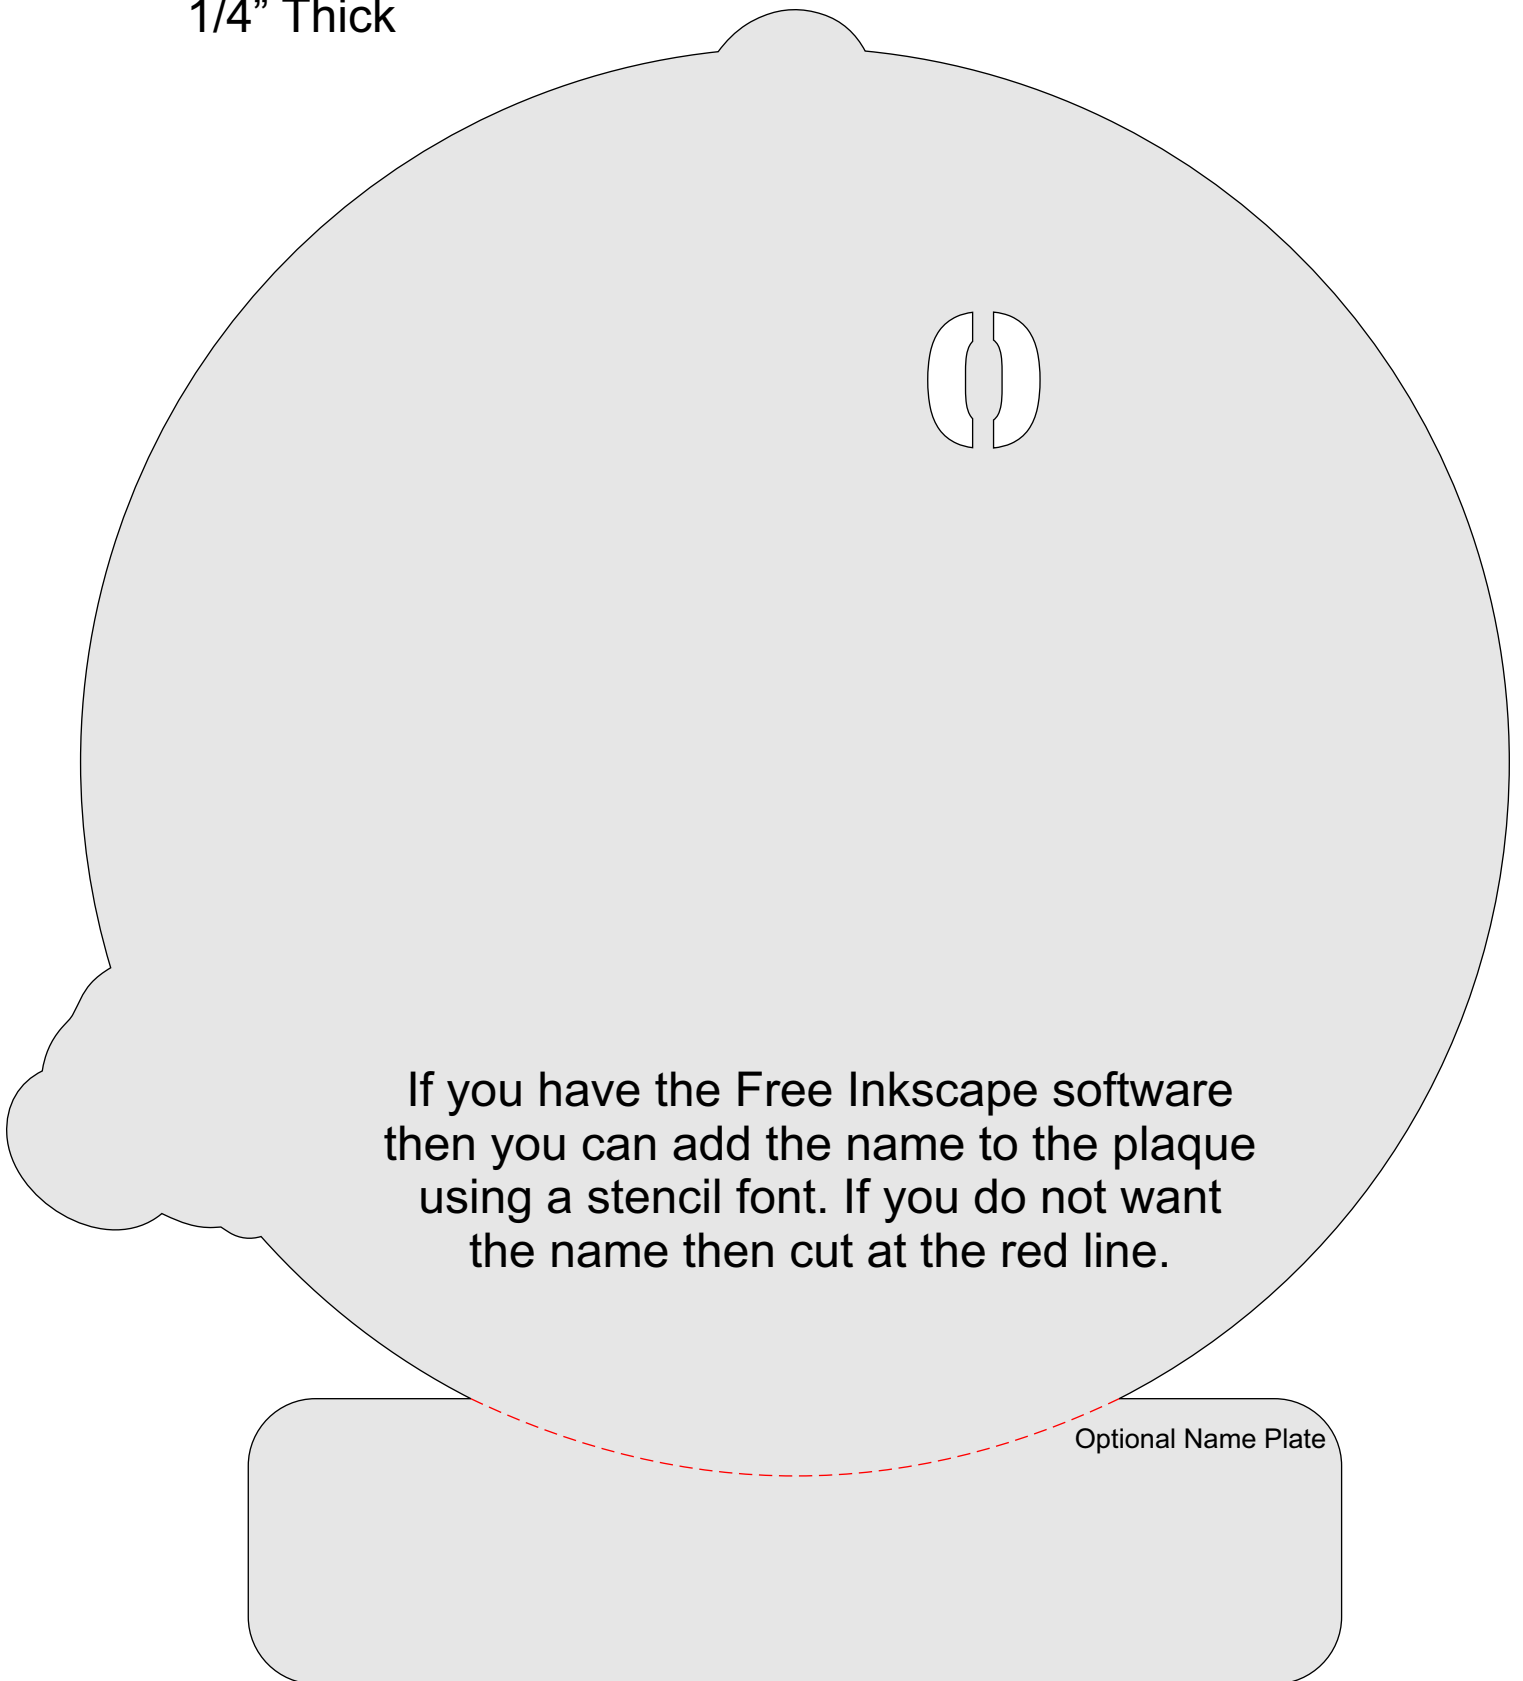 1/4” Thick
0
If you have the Free Inkscape software
then you can add the name to the plaque
using a stencil font. If you do not want
the name then cut at the red line.
Optional Name Plate